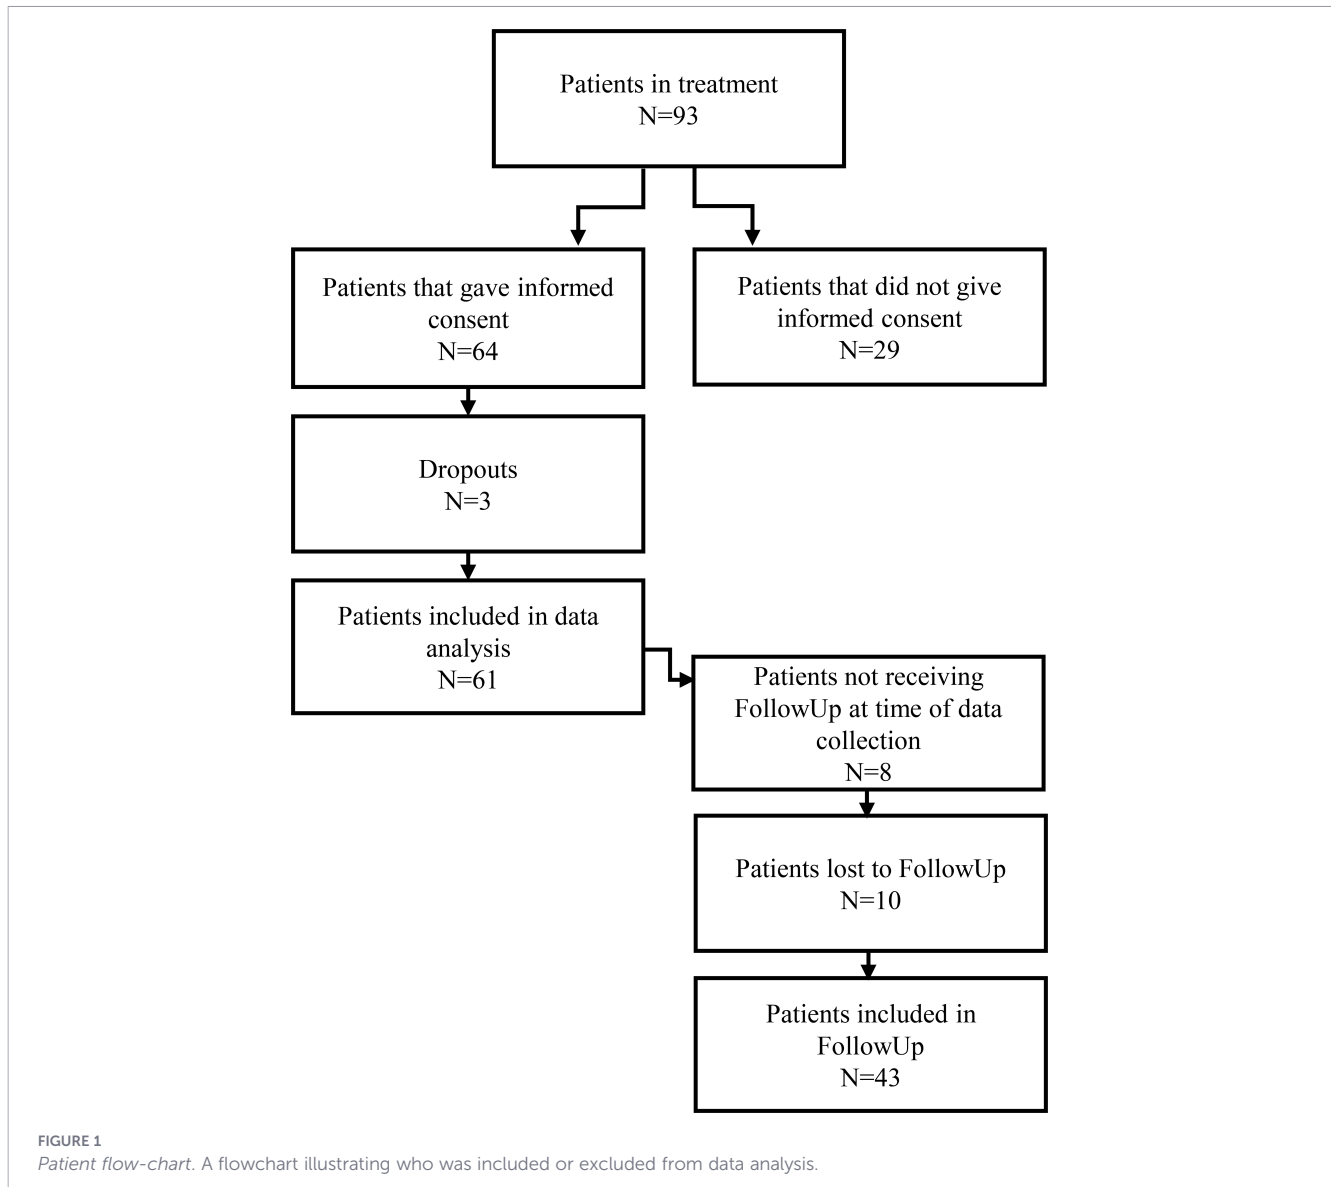 Patients in treatment
N=93
Patients that gave informed
consent
N=64
Patients that did not give
informed consent
N=29
Dropouts
N=3
Patients included in data
analysis
N=61
Patients not receiving
FollowUp at time of data
collection
N=8
Patients lost to FollowUp
N=10
Patients included in
FollowUp
N=43
FIGURE 1
Patient flow-chart. A flowchart illustrating who was included or excluded from data analysis.